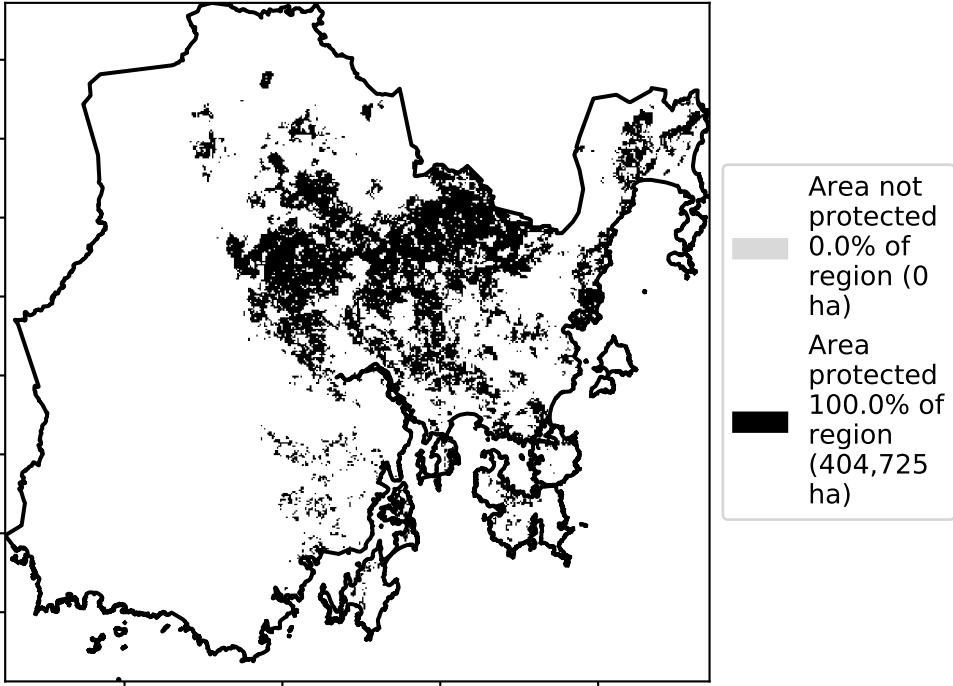 Area not
protected
0.0% of
region (0
ha)
Area
protected
100.0% of
region
(404,725
ha)